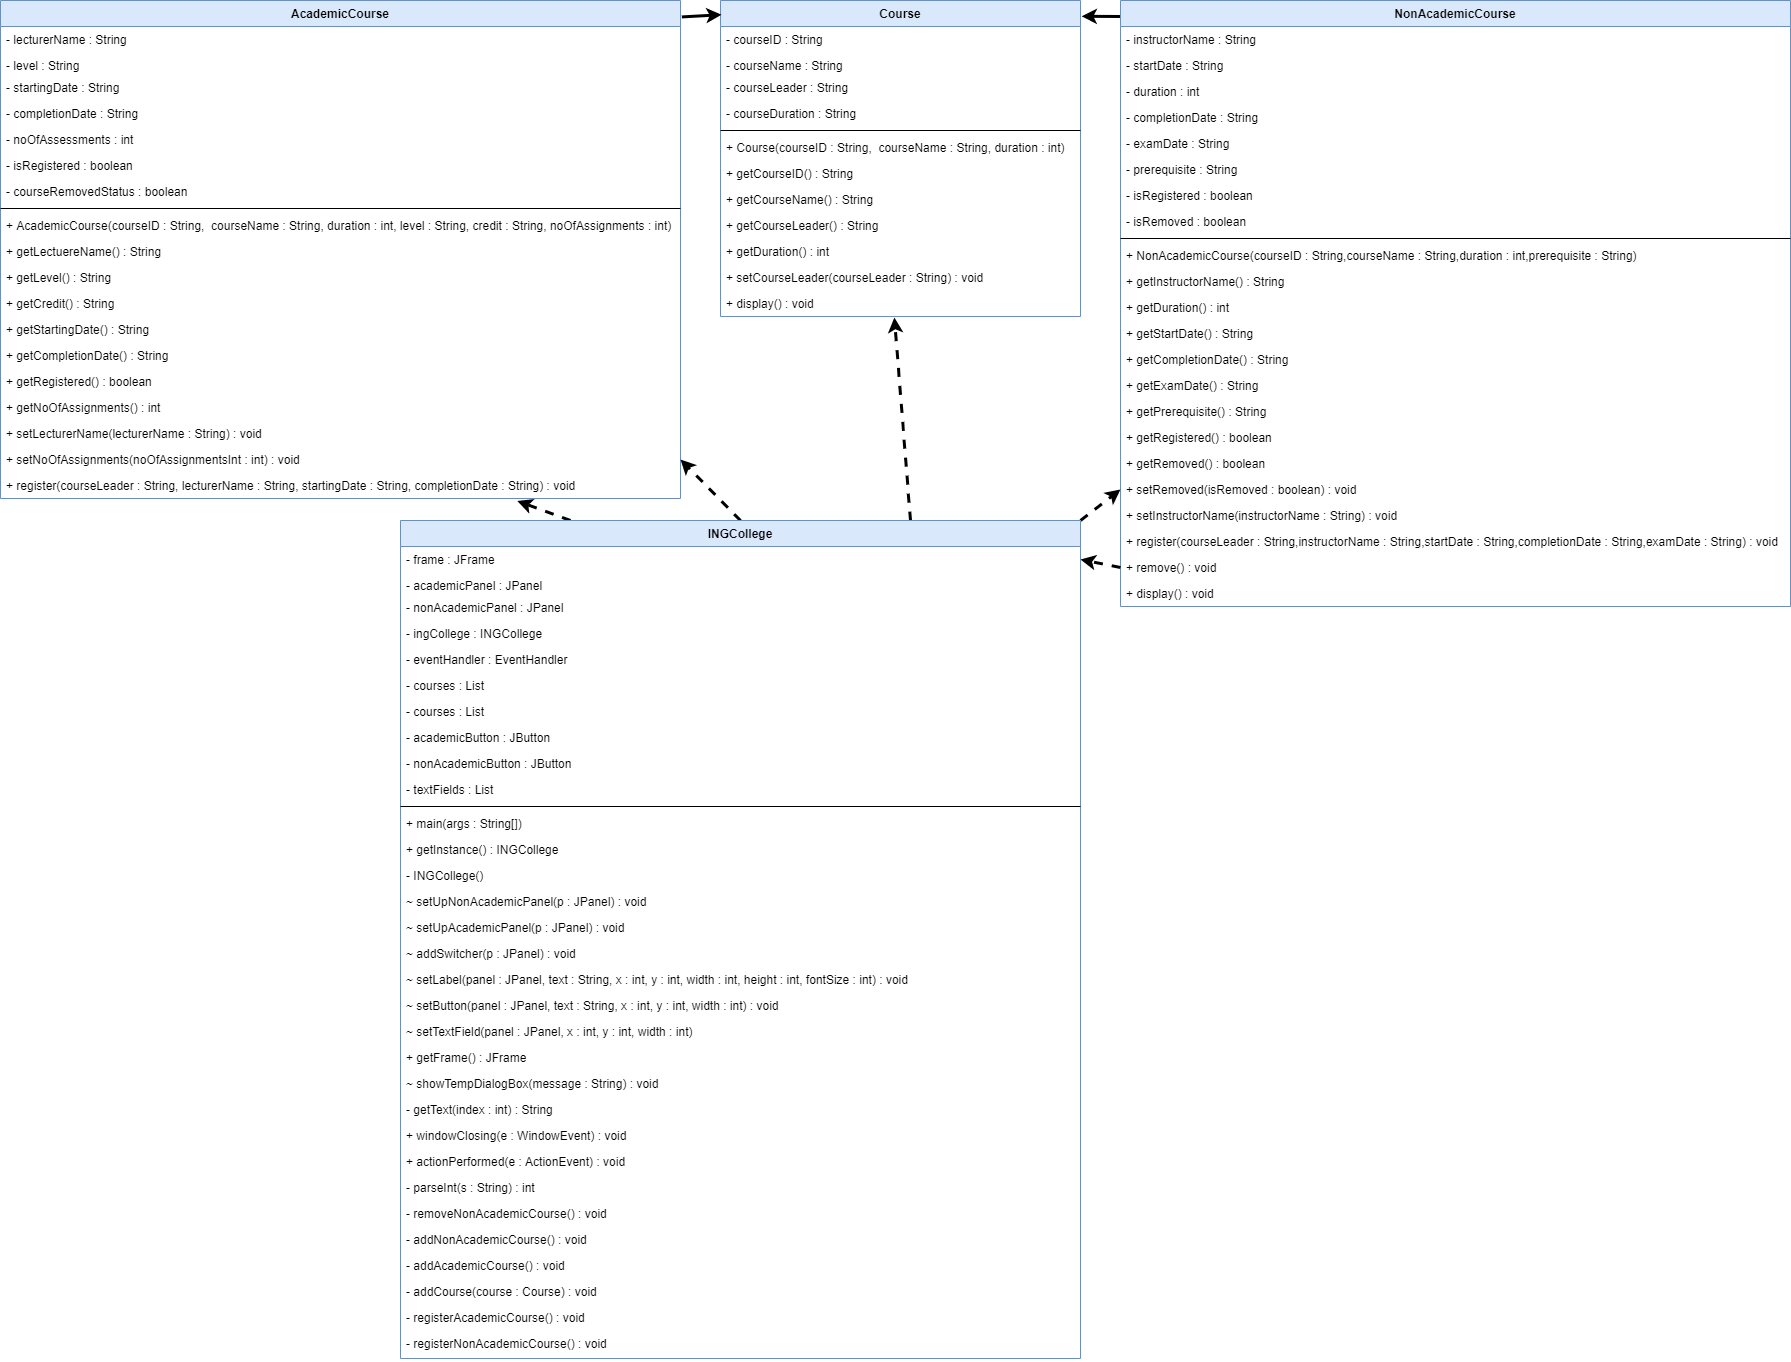 AcademicCourse
- lecturerName : String
- level : String
- startingDate : String
- completionDate : String
- noOfAssessments : int
- isRegistered : boolean
- courseRemovedStatus : boolean
+ AcademicCourse(courseID : String,  courseName : String, duration : int, level : String, credit : String, noOfAssignments : int)
+ getLectuereName() : String
+ getLevel() : String
+ getCredit() : String
+ getStartingDate() : String
+ getCompletionDate() : String
+ getRegistered() : boolean
+ getNoOfAssignments() : int
+ setLecturerName(lecturerName : String) : void
+ setNoOfAssignments(noOfAssignmentsInt : int) : void
+ register(courseLeader : String, lecturerName : String, startingDate : String, completionDate : String) : void
Course
- courseID : String
- courseName : String
- courseLeader : String
- courseDuration : String
+ Course(courseID : String,  courseName : String, duration : int)
+ getCourseID() : String
+ getCourseName() : String
+ getCourseLeader() : String
+ getDuration() : int
+ setCourseLeader(courseLeader : String) : void
+ display() : void
NonAcademicCourse
- instructorName : String
- startDate : String
- duration : int
- completionDate : String
- examDate : String
- prerequisite : String
- isRegistered : boolean
- isRemoved : boolean
+ NonAcademicCourse(courseID : String,courseName : String,duration : int,prerequisite : String)
+ getInstructorName() : String
+ getDuration() : int
+ getStartDate() : String
+ getCompletionDate() : String
+ getExamDate() : String
+ getPrerequisite() : String
+ getRegistered() : boolean
+ getRemoved() : boolean
+ setRemoved(isRemoved : boolean) : void
+ setInstructorName(instructorName : String) : void
+ register(courseLeader : String,instructorName : String,startDate : String,completionDate : String,examDate : String) : void
+ remove() : void
+ display() : void
INGCollege
- frame : JFrame
- academicPanel : JPanel
- nonAcademicPanel : JPanel
- ingCollege : INGCollege
- eventHandler : EventHandler
- courses : List
- courses : List
- academicButton : JButton
- nonAcademicButton : JButton
- textFields : List
+ main(args : String[])
+ getInstance() : INGCollege
- INGCollege()
~ setUpNonAcademicPanel(p : JPanel) : void
~ setUpAcademicPanel(p : JPanel) : void
~ addSwitcher(p : JPanel) : void
~ setLabel(panel : JPanel, text : String, x : int, y : int, width : int, height : int, fontSize : int) : void
~ setButton(panel : JPanel, text : String, x : int, y : int, width : int) : void
~ setTextField(panel : JPanel, x : int, y : int, width : int)
+ getFrame() : JFrame
~ showTempDialogBox(message : String) : void
- getText(index : int) : String
+ windowClosing(e : WindowEvent) : void
+ actionPerformed(e : ActionEvent) : void
- parseInt(s : String) : int
- removeNonAcademicCourse() : void
- addNonAcademicCourse() : void
- addAcademicCourse() : void
- addCourse(course : Course) : void
- registerAcademicCourse() : void
- registerNonAcademicCourse() : void